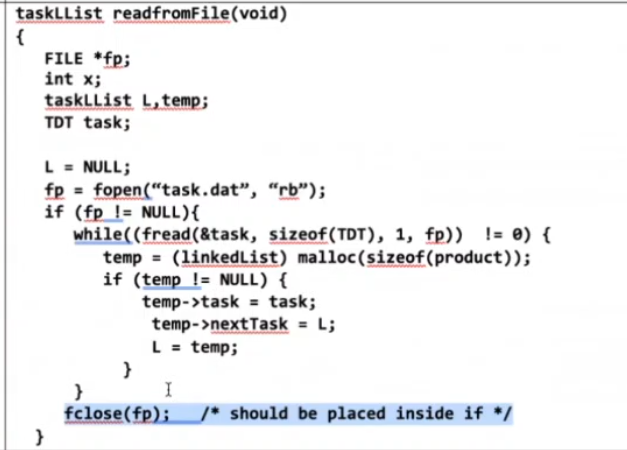 taskLList readfromFile(void)
{
FILE *fp;
int x;
taskLList L,temp;
TDT task;
L = NULL;
fp = fopen(“task.dat”, “rb”);
if (fp != NULL){
while((fread(&task, sizeof(TDT), 1, fp)) != 0) {
temp = (linkedList) malloc(sizeof(product));
if (temp != NULL) {
temp->task = task;
temp->nextTask = L;
L = temp;
}
}
fclose(fp); /* should be placed inside if */
}